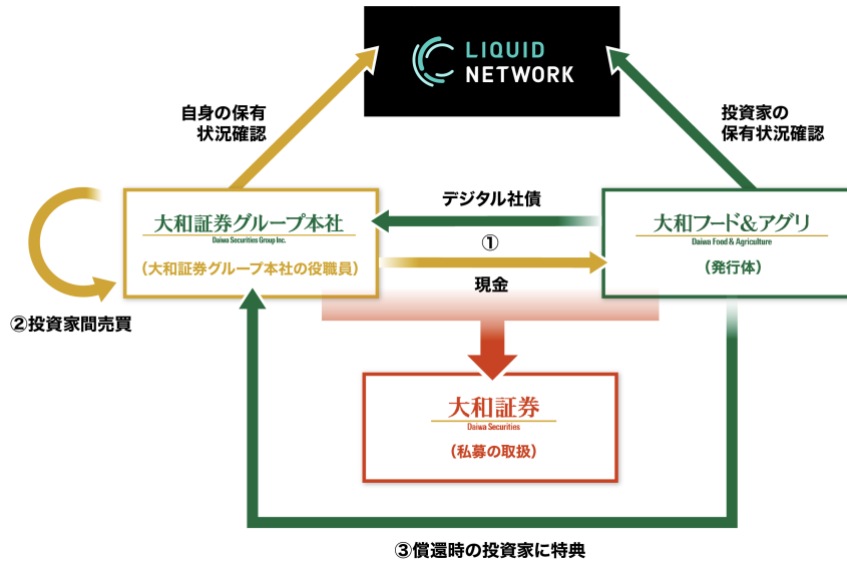 LIQUID
NETWORK
自身の保有
状況確認
投資家の
保有状況確認
デジタル社債
大和証券グループ本社
Daiwa Securities Group Inc.
（大和証券グループ本社の役職員）
①
大和フード&アグリ
Daiwa Food & Agriculture
（発行体）
現金
②投資家間売買
大和証券
Daiwa Securities
（私募の取扱）
③償還時の投資家に特典